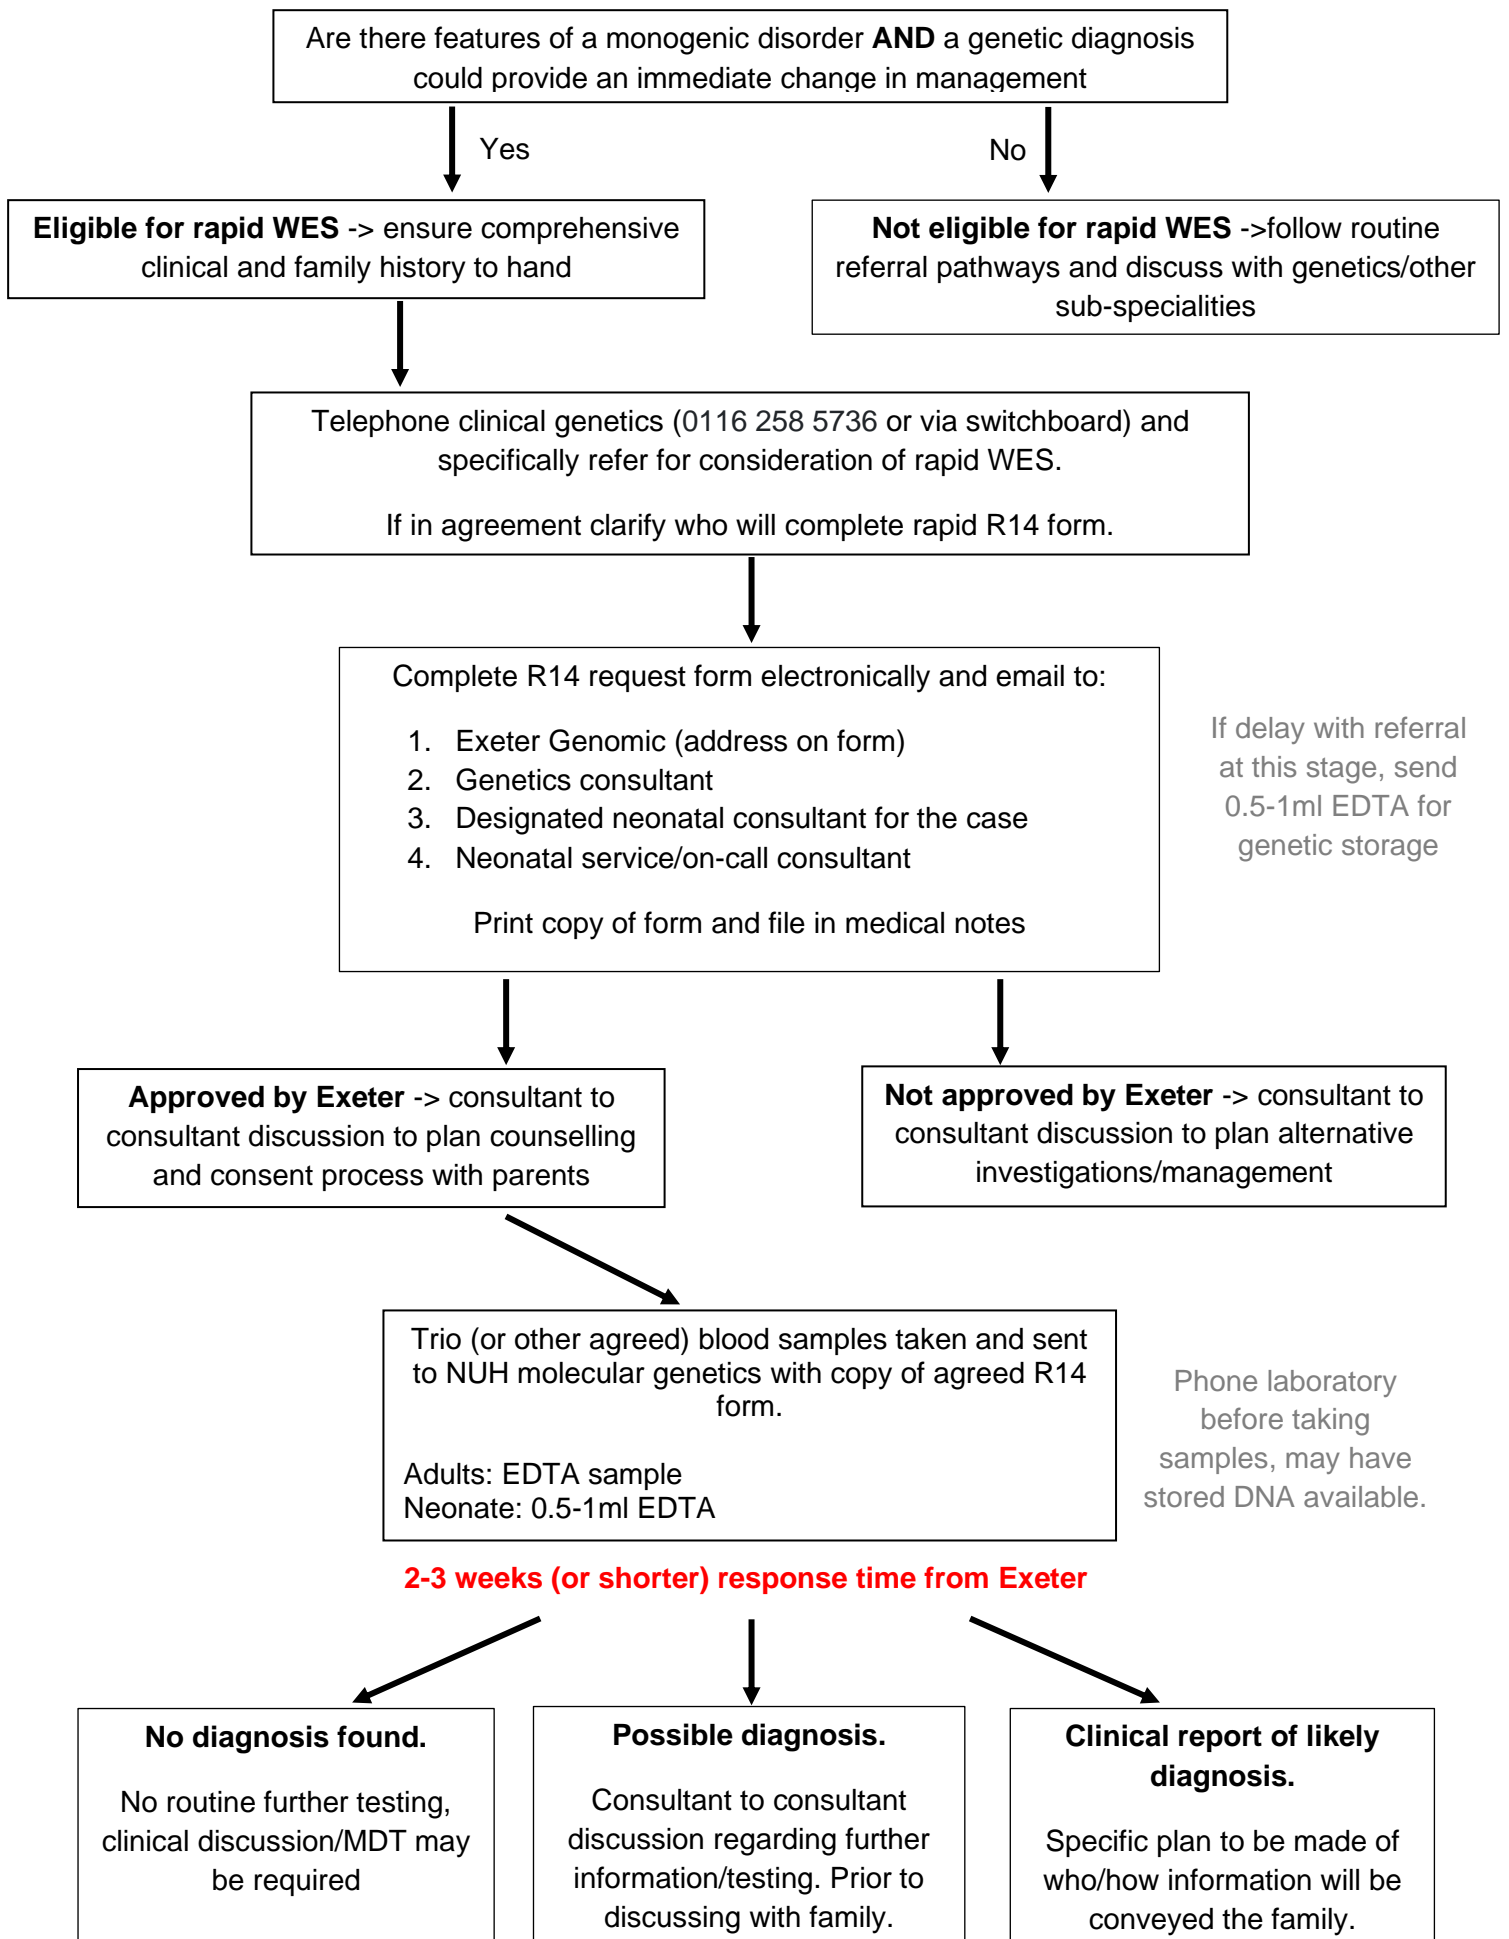 Are there features of a monogenic disorder AND a genetic diagnosis
could provide an immediate change in management
Yes
No
Eligible for rapid WES -> ensure comprehensive
clinical and family history to hand
Not eligible for rapid WES ->follow routine
referral pathways and discuss with genetics/other
sub-specialities
Telephone clinical genetics (0116 258 5736 or via switchboard) and
specifically refer for consideration of rapid WES.
If in agreement clarify who will complete rapid R14 form.
Complete R14 request form electronically and email to:
1. Exeter Genomic (address on form)
2. Genetics consultant
3. Designated neonatal consultant for the case
4. Neonatal service/on-call consultant
Print copy of form and file in medical notes
If delay with referral
at this stage, send
0.5-1ml EDTA for
genetic storage
Approved by Exeter -> consultant to
consultant discussion to plan counselling
and consent process with parents
Not approved by Exeter -> consultant to
consultant discussion to plan alternative
investigations/management
Trio (or other agreed) blood samples taken and sent
to NUH molecular genetics with copy of agreed R14
form.
Adults: EDTA sample
Neonate: 0.5-1ml EDTA
Phone laboratory
before taking
samples, may have
stored DNA available.
2-3 weeks (or shorter) response time from Exeter
No diagnosis found.
No routine further testing,
clinical discussion/MDT may
be required
Possible diagnosis.
Consultant to consultant
discussion regarding further
information/testing. Prior to
discussing with family.
Clinical report of likely
diagnosis.
Specific plan to be made of
who/how information will be
conveyed the family.